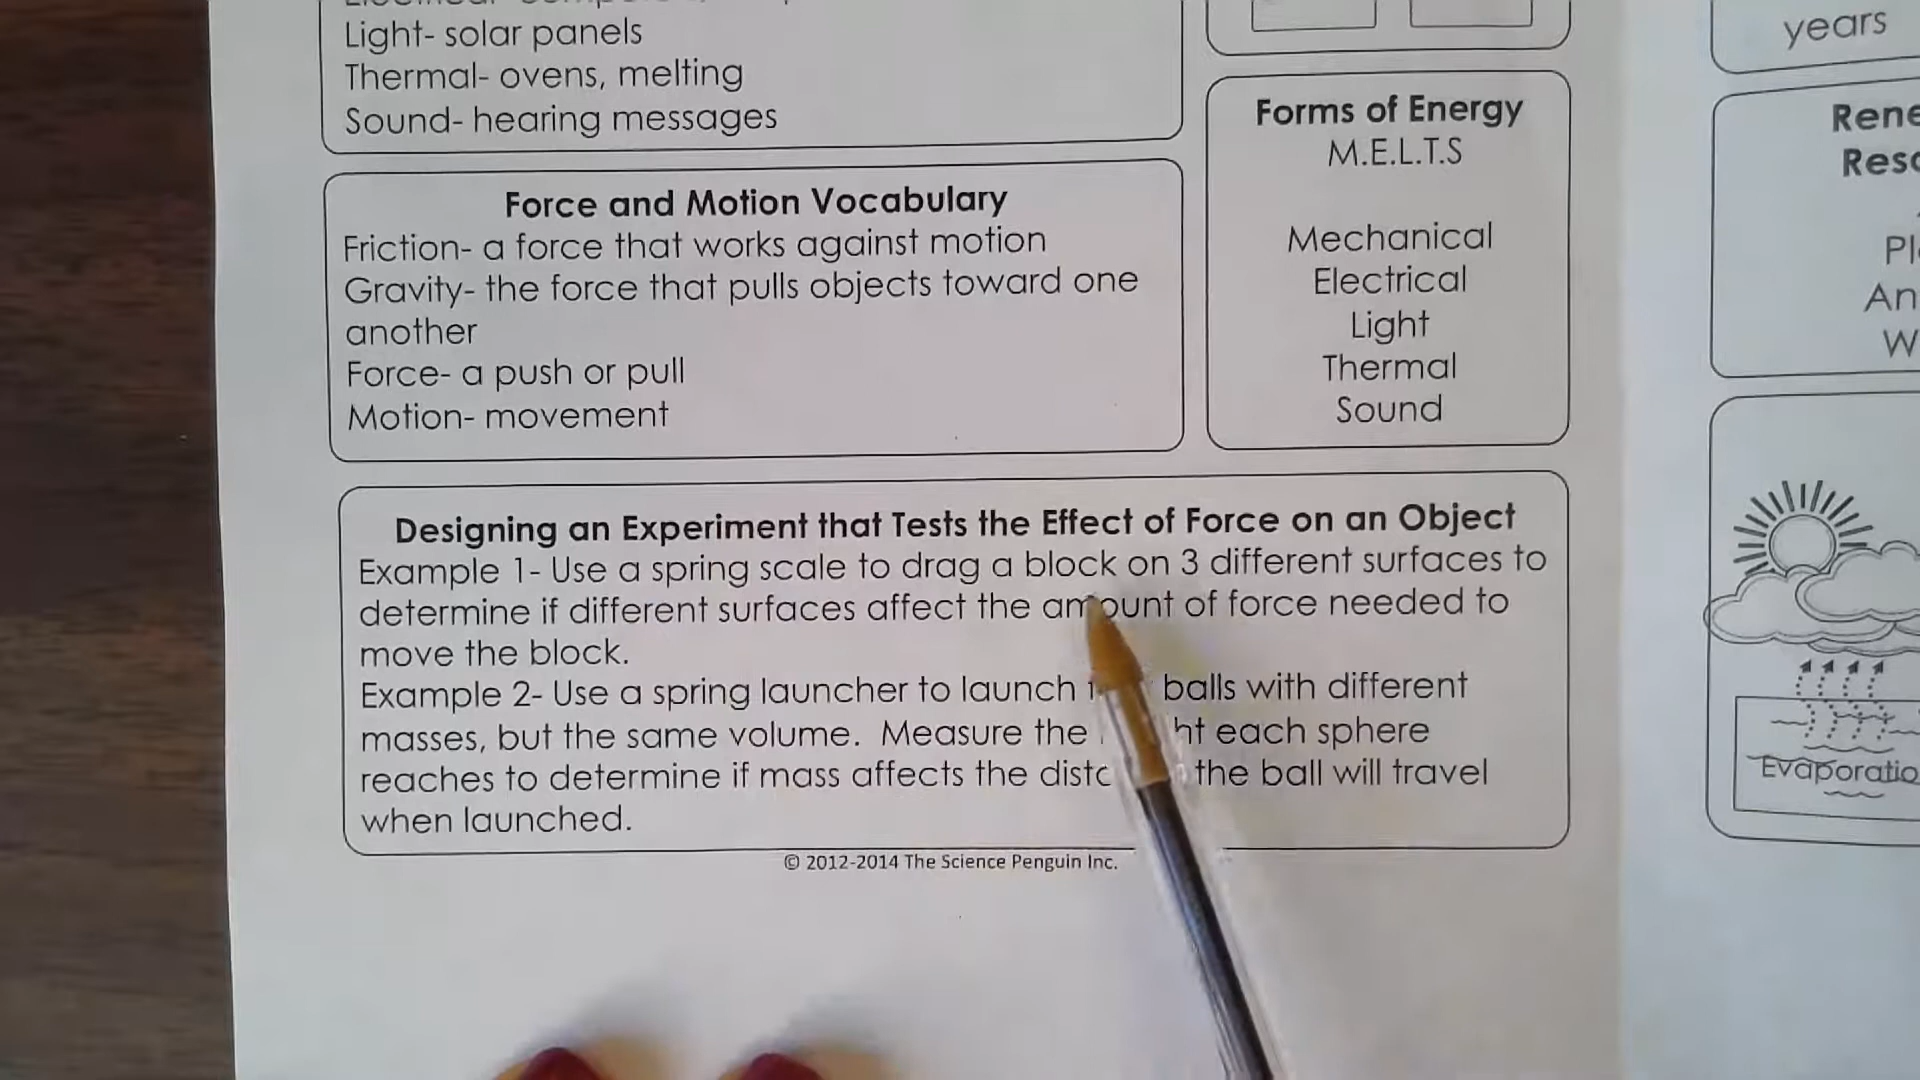 Light- solar panels
Thermal- ovens, melting
Sound- hearing messages
Force and Motion Vocabulary
Friction- a force that works against motion
Gravity- the force that pulls objects toward one
another
Force- a push or pull
Motion- movement
Forms of Energy
M.E.L.T.S
Mechanical
Electrical
Light
Thermal
Sound
Designing an Experiment that Tests the Effect of Force on an Object
Example 1- Use a spring scale to drag a block on 3 different surfaces to
determine if different surfaces affect the amount of force needed to
move the block.
Example 2- Use a spring launcher to launch balls with different
masses, but the same volume. Measure the each sphere
reaches to determine if mass affects the the ball will travel
when launched.
© 2012-2014 The Science Penguin Inc.
years
Rene
Reso
Pl
An
W
Evaporatio